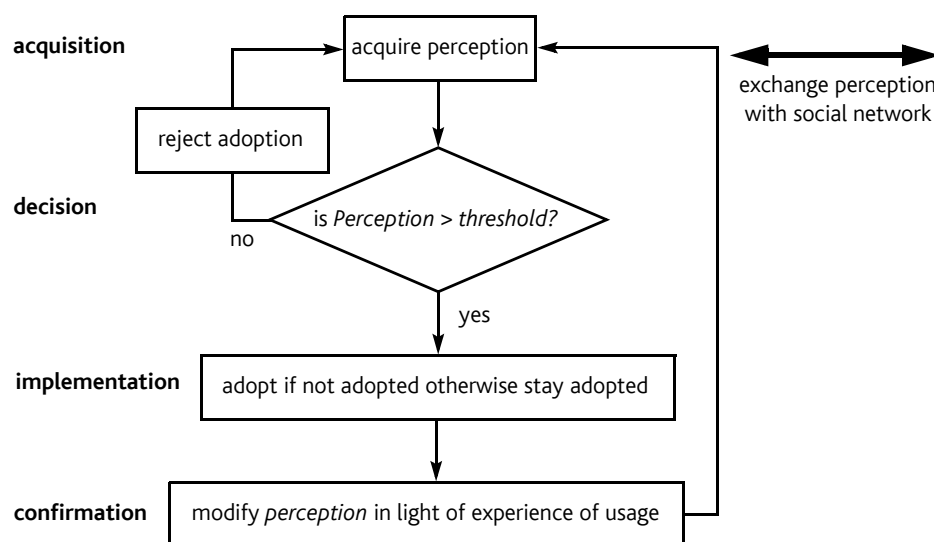 acquisition
acquire perception
exchange perception
with social network
reject adoption
decision
is Perception > threshold?
no
yes
implementation
adopt if not adopted otherwise stay adopted
confirmation
modify perception in light of experience of usage